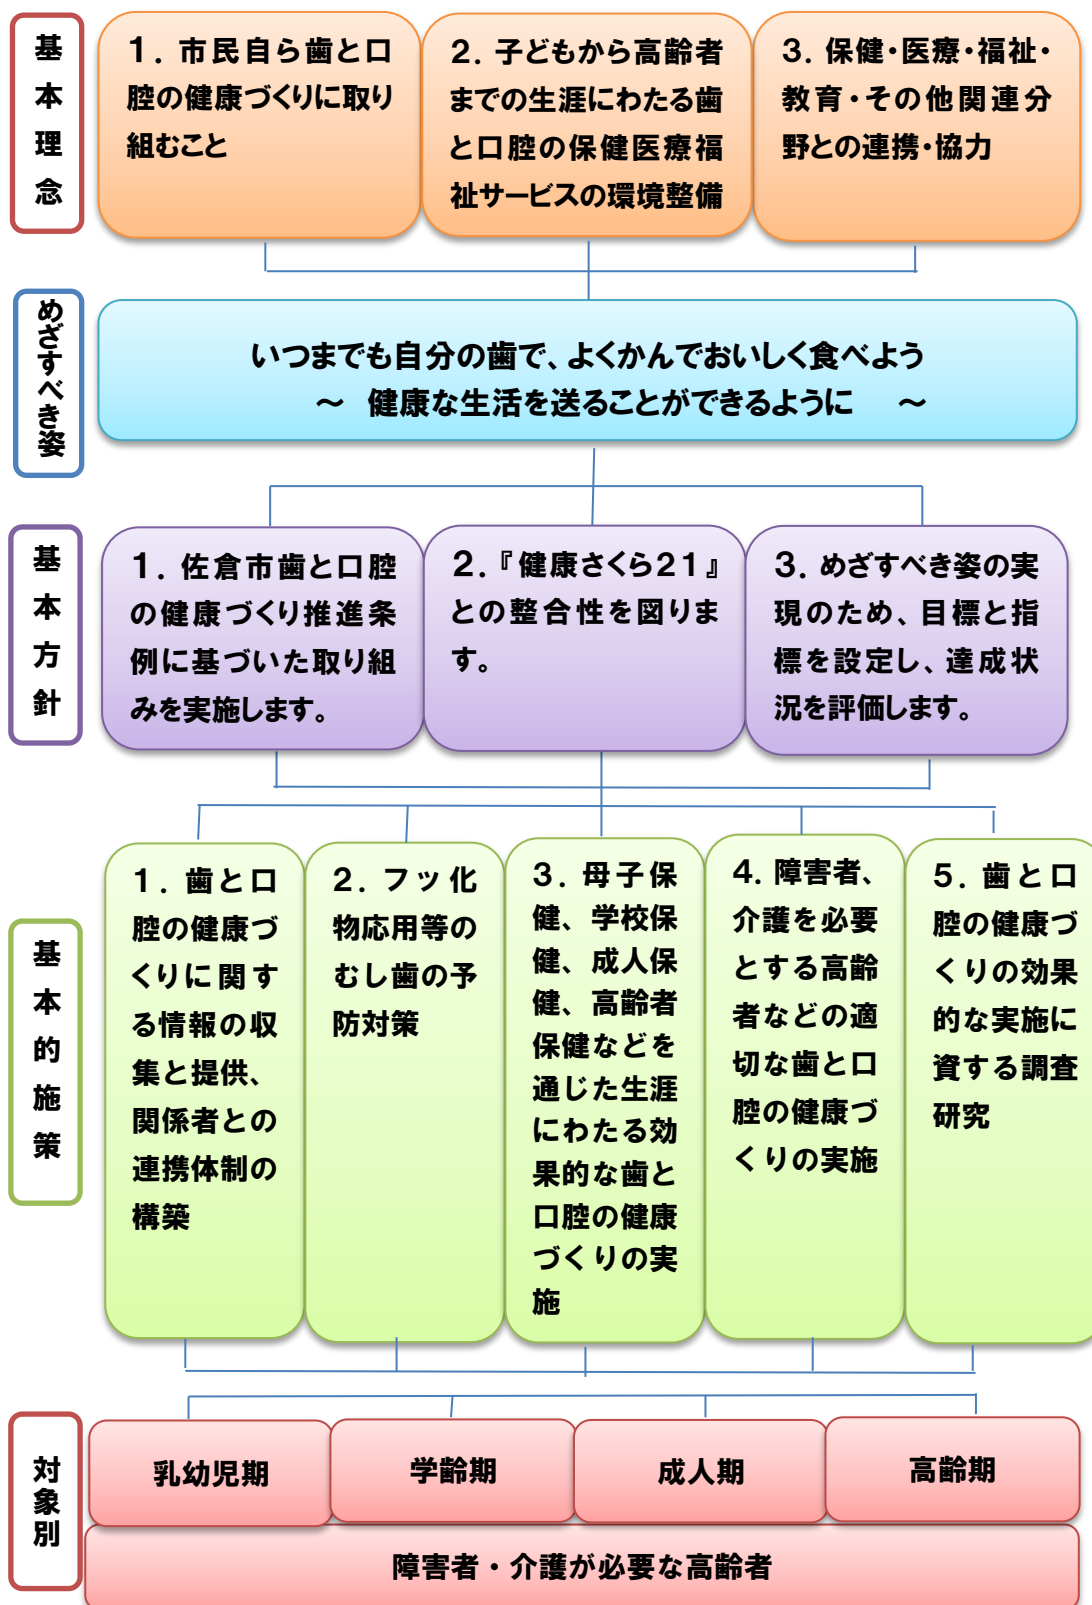 基本理念
1．市民自ら歯と口
腔の健康づくりに取り
組むこと
2．子どもから高齢者
までの生涯にわたる歯
と口腔の保健医療福
祉サービスの環境整備
3．保健・医療・福祉・
教育・その他関連分
野との連携・協力
めざすべき姿
いつまでも自分の歯で、よくかんでおいしく食べよう
～ 健康な生活を送ることができるように ～
基本方針
1．佐倉市歯と口腔
の健康づくり推進条
例に基づいた取り組
みを実施します。
2．『健康さくら21』
との整合性を図りま
す。
3．めざすべき姿の実
現のため、目標と指
標を設定し、達成状
況を評価します。
基本的施策
1．歯と口
腔の健康づ
くりに関す
る情報の収
集と提供、
関係者との
連携体制の
構築
2．フッ化
物応用等の
むし歯の予
防対策
3．母子保
健、学校保
健、成人保
健、高齢者
保健などを
通じた生涯
にわたる効
果的な歯と
口腔の健康
づくりの実
施
4．障害者、
介護を必要
とする高齢
者などの適
切な歯と口
腔の健康づ
くりの実施
5．歯と口
腔の健康づ
くりの効果
的な実施に
資する調査
研究
対象別
乳幼児期
学齢期
成人期
高齢期
障害者・介護が必要な高齢者